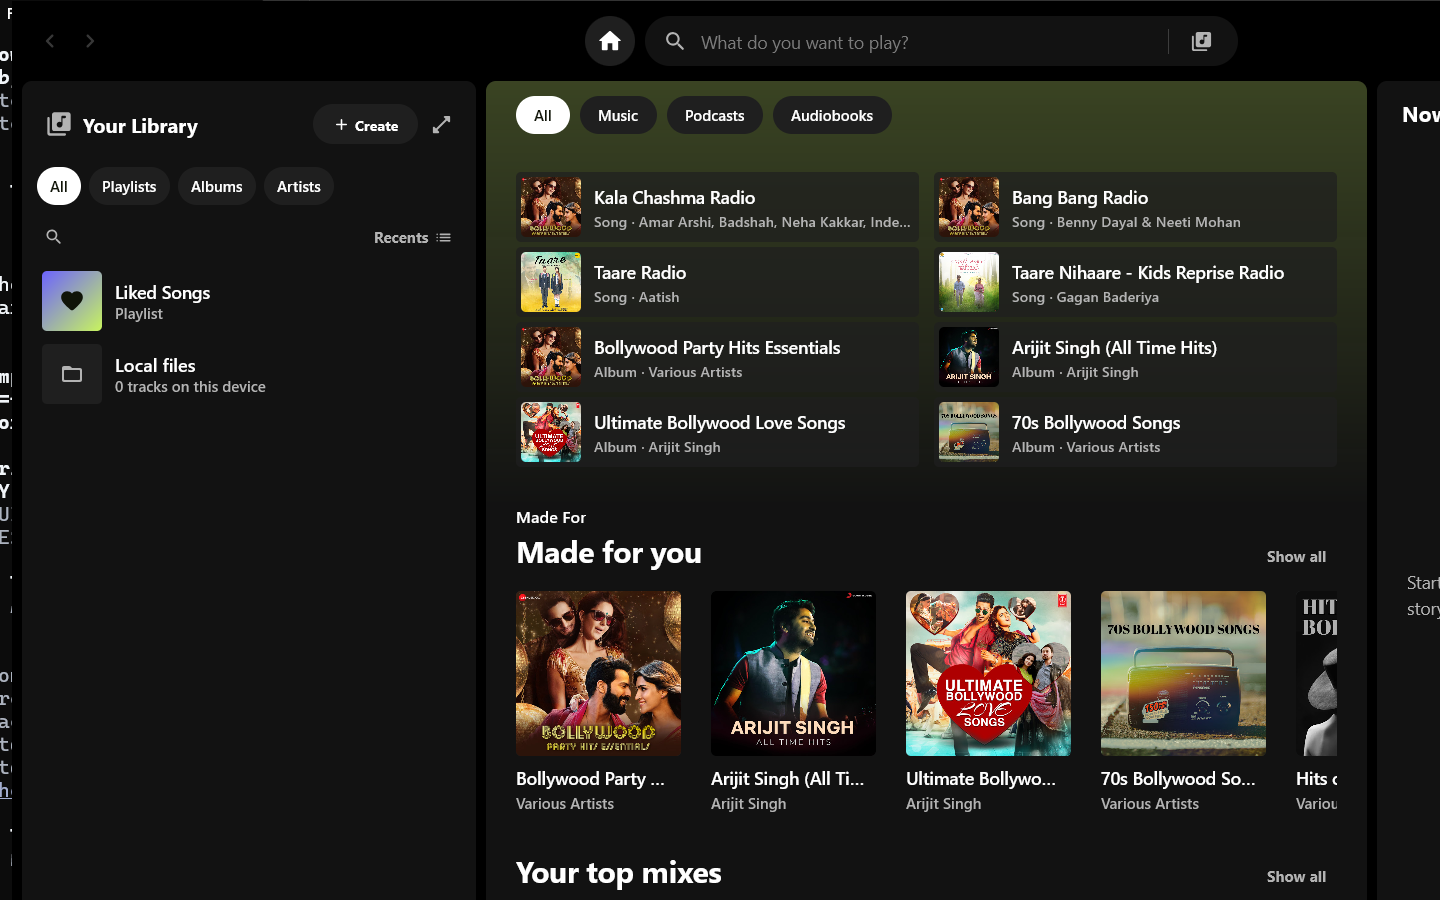 What do you want to play?
Your Library
Create
All
Playlists
Albums
Artists
Recents
Liked Songs
Playlist
Local files
0 tracks on this device
All
Music
Podcasts
Audiobooks
Kala Chashma Radio
Song · Amar Arshi, Badshah, Neha Kakkar, Inde...
Bang Bang Radio
Song · Benny Dayal & Neeti Mohan
Taare Radio
Song · Aatish
Taare Nihaare - Kids Reprise Radio
Song · Gagan Baderiya
Bollywood Party Hits Essentials
Album · Various Artists
Arijit Singh (All Time Hits)
Album · Arijit Singh
Ultimate Bollywood Love Songs
Album · Arijit Singh
70s Bollywood Songs
Album · Various Artists
Made For
Made for you
Show all
BOLLYWOOD
PARTY HITS ESSENTIALS
ARIJIT SINGH
ALL TIME HITS
ULTIMATE
BOLLYWOOD
LOVE
SONGS
70S BOLLYWOOD SONGS
HIT
BOL
Bollywood Party ...
Various Artists
Arijit Singh (All Ti...
Arijit Singh
Ultimate Bollywo...
Arijit Singh
70s Bollywood So...
Various Artists
Hits
Variou
Your top mixes
Show all
Now
Start
story